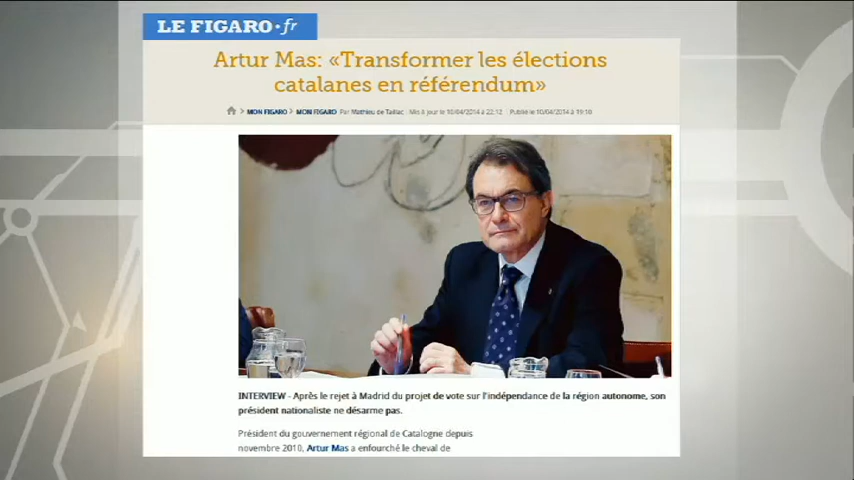 LE FIGARO·fr
Artur Mas: «Transformer les élections
catalanes en référendum»
MON FIGARO > MON FIGARO Par Mathieu de Taillac - Mis à jour le 10/04/2014 à 22:12 | Publié le 10/04/2014 à 19:10
INTERVIEW - Après le rejet à Madrid du projet de vote sur l'indépendance de la région autonome, son
président nationaliste ne désarme pas.
Président du gouvernement régional de Catalogne depuis
novembre 2010, Artur Mas a enfourché le cheval de